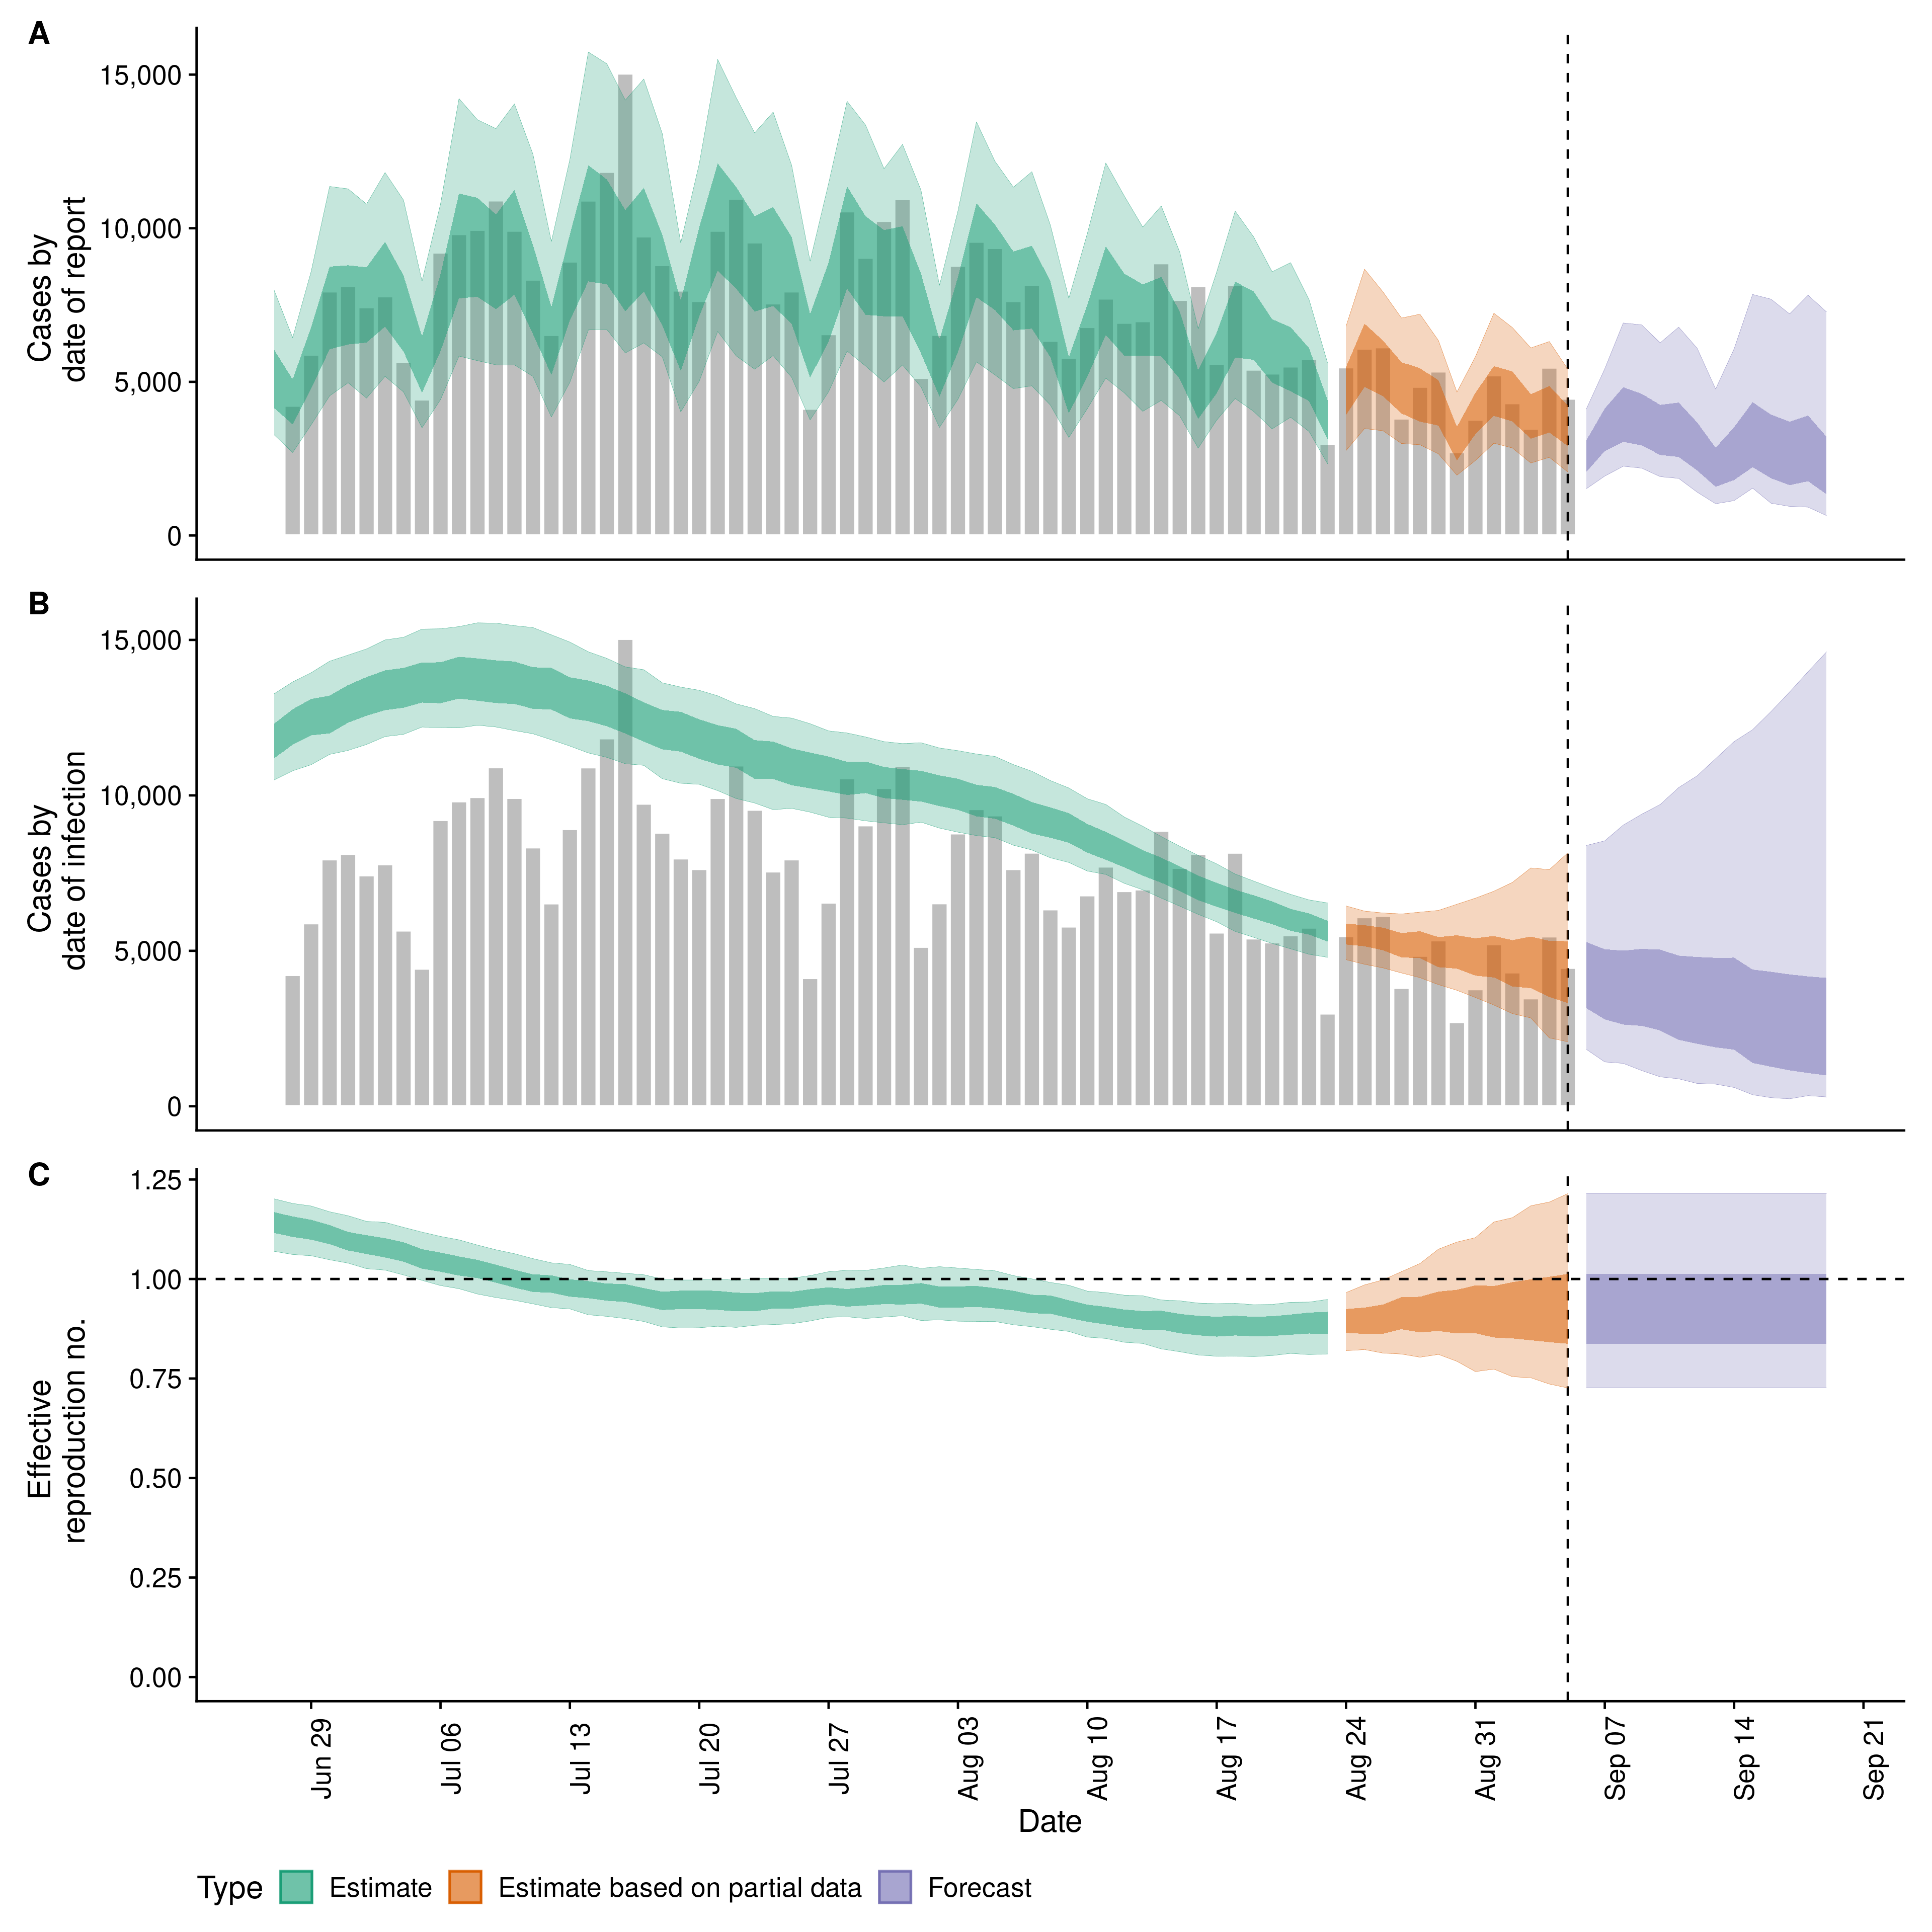 A
15,000
10,000
5,000
0
Cases by
date of report
B
15,000
10,000
5,000
0
Cases by
date of infection
C
1.25
1.00
0.75
0.50
0.25
0.00
Effective
reproduction no.
Jun 29
Jul 06
Jul 13
Jul 20
Jul 27
Aug 03
Aug 10
Aug 17
Aug 24
Aug 31
Sep 07
Sep 14
Sep 21
Date
Type Estimate Estimate based on partial data Forecast